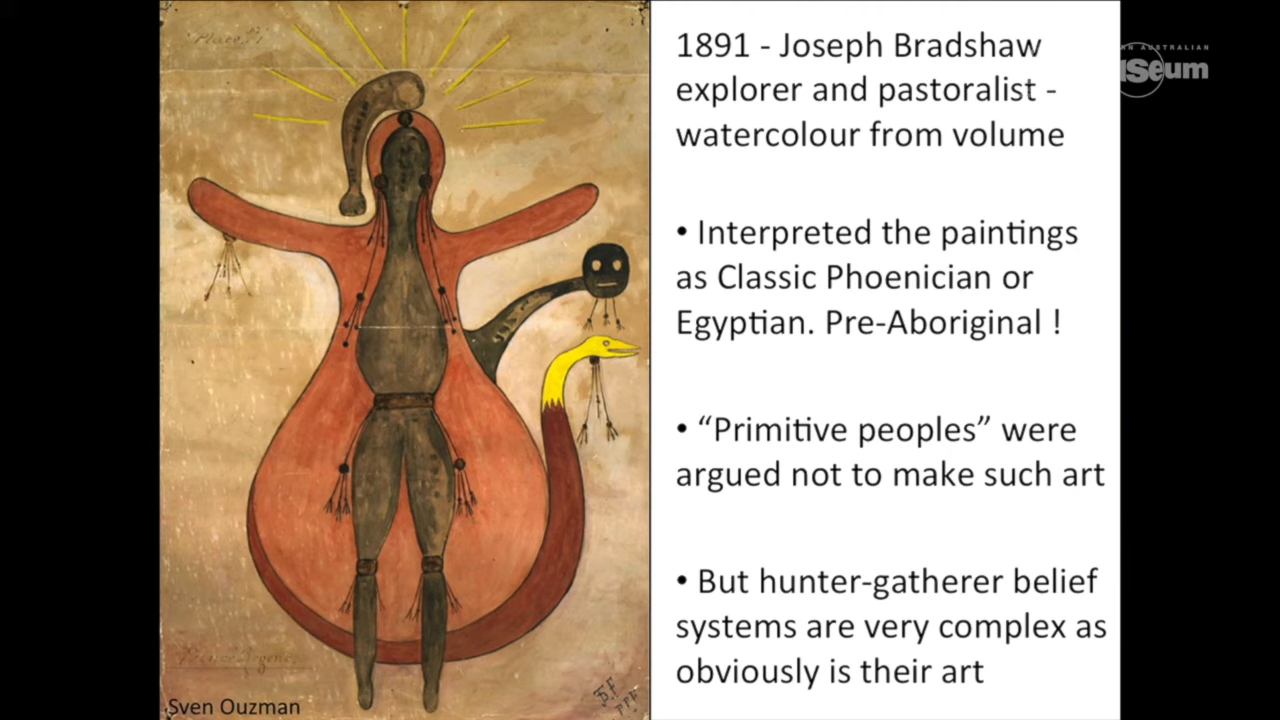 1891 - Joseph Bradshaw
explorer and pastoralist -
watercolour from volume
• Interpreted the paintings
as Classic Phoenician or
Egyptian. Pre-Aboriginal !
• “Primitive peoples” were
argued not to make such art
• But hunter-gatherer belief
systems are very complex as
obviously is their art
Sven Ouzman
AUSTRALIAN